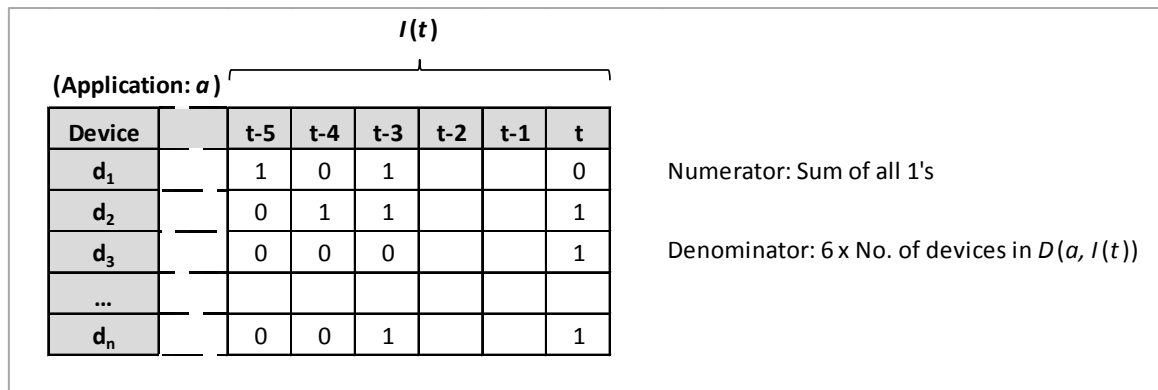 I(t)
(Application: a)
Device t-5 t-4 t-3 t-2 t-1 t
d₁ 1 0 1 0 Numerator: Sum of all 1's
d₂ 0 1 1 1
d₃ 0 0 0 1 Denominator: 6 x No. of devices in D(a, I(t))
...
dₙ 0 0 1 1